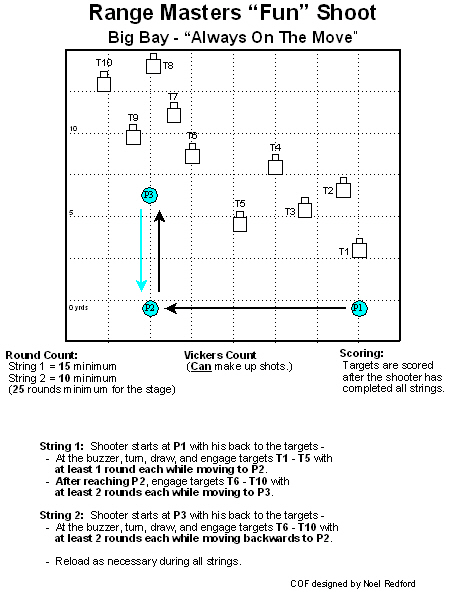 Range Masters “Fun” Shoot
Big Bay - “Always On The Move”
T10
T8
T7
10
T9
T6
T4
P3
T2
5
T5
T3
T1
0 yrds
P2
P1
Round Count:
String 1 = 15 minimum
String 2 = 10 minimum
(25 rounds minimum for the stage)
Vickers Count
(Can make up shots.)
Scoring:
Targets are scored
after the shooter has
completed all strings.
String 1:  Shooter starts at P1 with his back to the targets -
- At the buzzer, turn, draw, and engage targets T1 - T5 with
at least 1 round each while moving to P2.
- After reaching P2, engage targets T6 - T10 with
at least 2 rounds each while moving to P3.
String 2:  Shooter starts at P3 with his back to the targets -
- At the buzzer, turn, draw, and engage targets T6 - T10 with
at least 2 rounds each while moving backwards to P2.
- Reload as necessary during all strings.
COF designed by Noel Redford